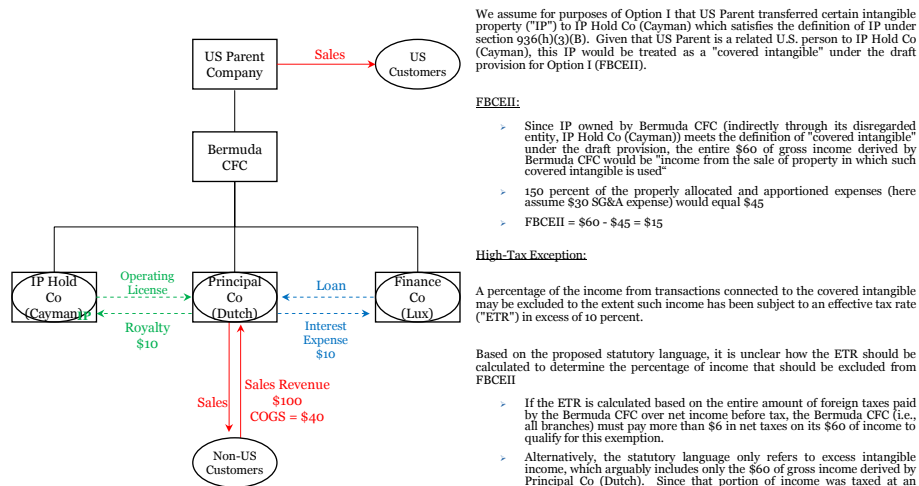 US Parent
Company
Sales
US
Customers
Bermuda
CFC
IP Hold
Co
(Cayman)
IP
Operating
License
Royalty
$10
Principal
Co
(Dutch)
Loan
Interest
Expense
$10
Finance
Co
(Lux)
Sales
Sales Revenue
$100
COGS = $40
Non-US
Customers
We assume for purposes of Option I that US Parent transferred certain intangible
property ("IP") to IP Hold Co (Cayman) which satisfies the definition of IP under
section 936(h)(3)(B). Given that US Parent is a related U.S. person to IP Hold Co
(Cayman), this IP would be treated as a "covered intangible" under the draft
provision for Option I (FBCEII).
FBCEII:
➢ Since IP owned by Bermuda CFC (indirectly through its disregarded
entity, IP Hold Co (Cayman)) meets the definition of "covered intangible"
under the draft provision, the entire $60 of gross income derived by
Bermuda CFC would be "income from the sale of property in which such
covered intangible is used“
➢ 150 percent of the properly allocated and apportioned expenses (here
assume $30 SG&A expense) would equal $45
➢ FBCEII = $60 - $45 = $15
High-Tax Exception:
A percentage of the income from transactions connected to the covered intangible
may be excluded to the extent such income has been subject to an effective tax rate
("ETR") in excess of 10 percent.
Based on the proposed statutory language, it is unclear how the ETR should be
calculated to determine the percentage of income that should be excluded from
FBCEII
➢ If the ETR is calculated based on the entire amount of foreign taxes paid
by the Bermuda CFC over net income before tax, the Bermuda CFC (i.e.,
all branches) must pay more than $6 in net taxes on its $60 of income to
qualify for this exemption.
➢ Alternatively, the statutory language only refers to excess intangible
income, which arguably includes only the $60 of gross income derived by
Principal Co (Dutch). Since that portion of income was taxed at an